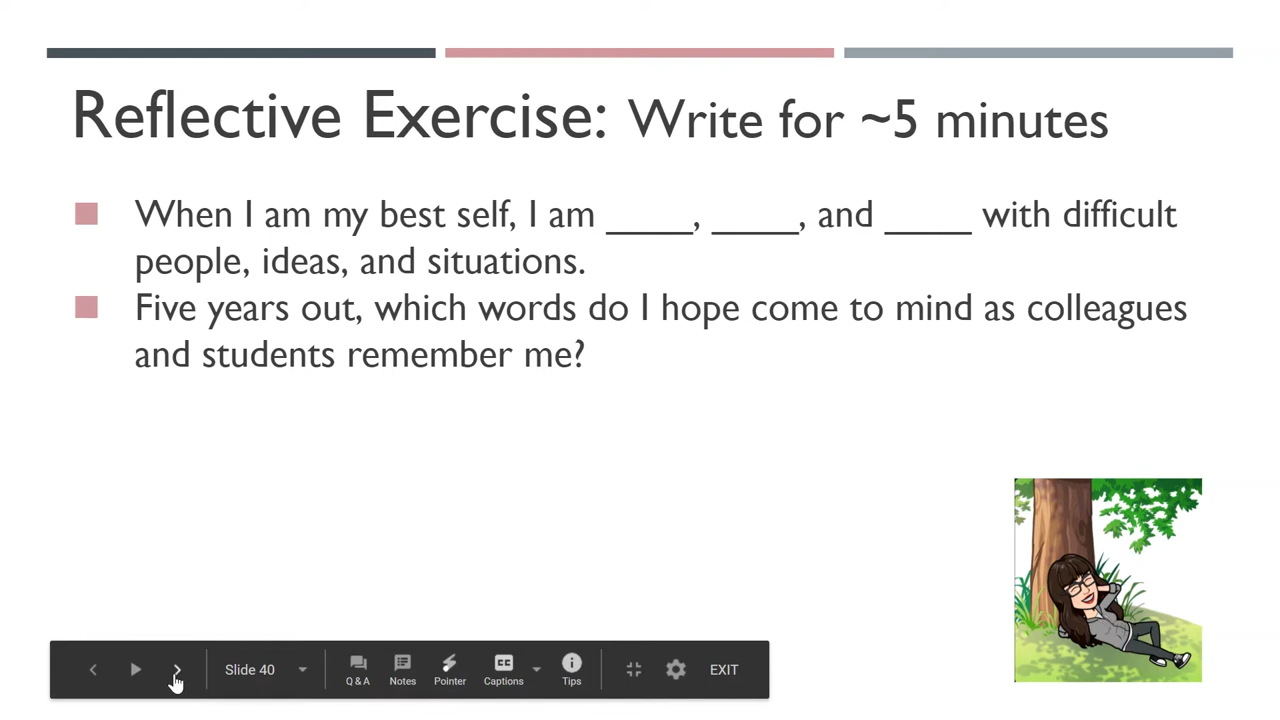 Reflective Exercise: Write for ~5 minutes
When I am my best self, I am _____, _____, and _____ with difficult
people, ideas, and situations.
Five years out, which words do I hope come to mind as colleagues
and students remember me?
Slide 40
Q & A
Notes
Pointer
CC
Captions
Tips
EXIT